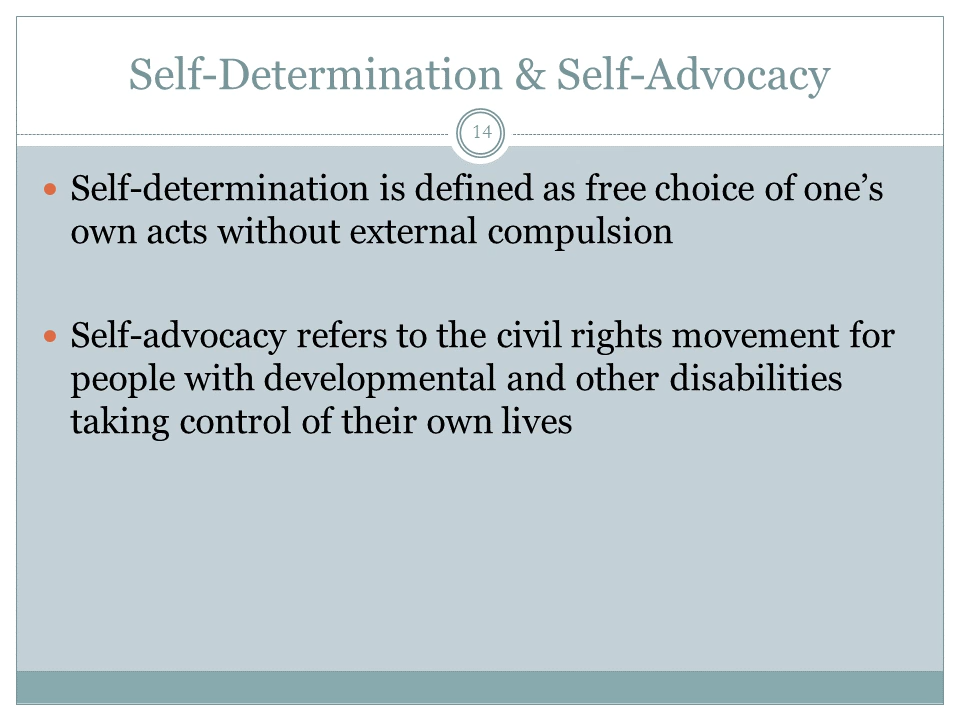 Self-Determination & Self-Advocacy
14
Self-determination is defined as free choice of one’s
own acts without external compulsion
Self-advocacy refers to the civil rights movement for
people with developmental and other disabilities
taking control of their own lives